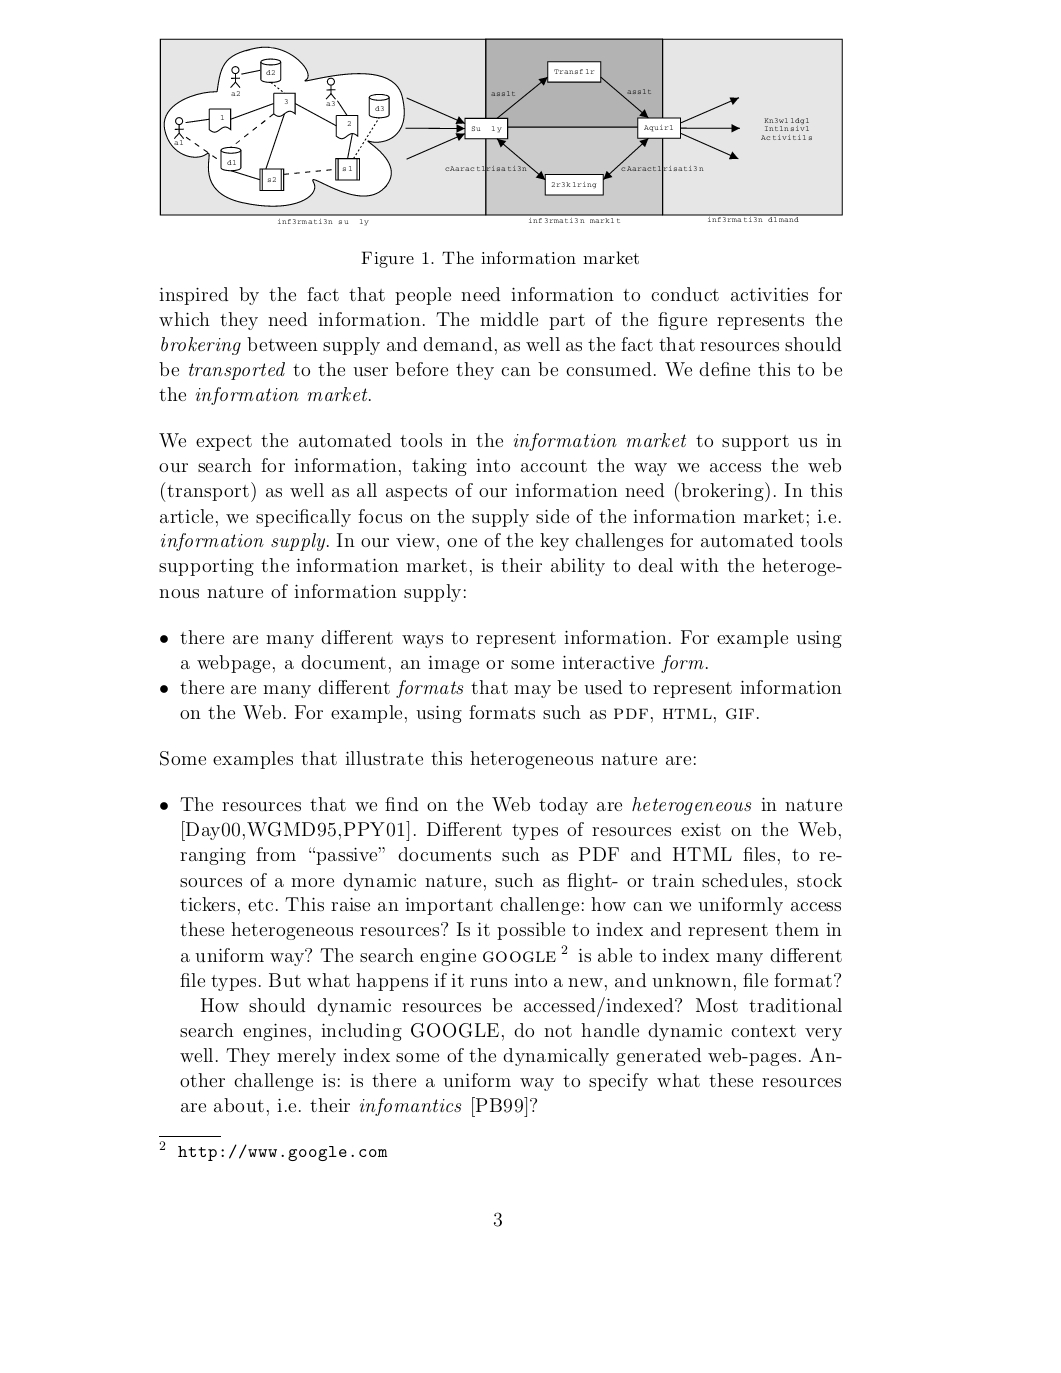 d2
a2
a3
3
d3
1
2
a1
d1
s1
s2
Transf1r
ass1t
ass1t
Su  1y
Aquir1
cAaract1risati3n
cAaract1risati3n
2r3k1ring
Kn3w11dg1
Int1nsiv1
Activiti1s
inf3rmati3n su  1y
inf3rmati3n mark1t
inf3rmati3n d1mand
Figure 1. The information market
inspired by the fact that people need information to conduct activities for
which they need information. The middle part of the figure represents the
brokering between supply and demand, as well as the fact that resources should
be transported to the user before they can be consumed. We define this to be
the information market.
We expect the automated tools in the information market to support us in
our search for information, taking into account the way we access the web
(transport) as well as all aspects of our information need (brokering). In this
article, we specifically focus on the supply side of the information market; i.e.
information supply. In our view, one of the key challenges for automated tools
supporting the information market, is their ability to deal with the heteroge-
nous nature of information supply:
• there are many different ways to represent information. For example using
a webpage, a document, an image or some interactive form.
• there are many different formats that may be used to represent information
on the Web. For example, using formats such as PDF, HTML, GIF.
Some examples that illustrate this heterogeneous nature are:
• The resources that we find on the Web today are heterogeneous in nature
[Day00,WGMD95,PPY01]. Different types of resources exist on the Web,
ranging from “passive” documents such as PDF and HTML files, to re-
sources of a more dynamic nature, such as flight- or train schedules, stock
tickers, etc. This raise an important challenge: how can we uniformly access
these heterogeneous resources? Is it possible to index and represent them in
a uniform way? The search engine GOOGLE 2 is able to index many different
file types. But what happens if it runs into a new, and unknown, file format?
How should dynamic resources be accessed/indexed? Most traditional
search engines, including GOOGLE, do not handle dynamic context very
well. They merely index some of the dynamically generated web-pages. An-
other challenge is: is there a uniform way to specify what these resources
are about, i.e. their infomantics [PB99]?
2 http://www.google.com
3